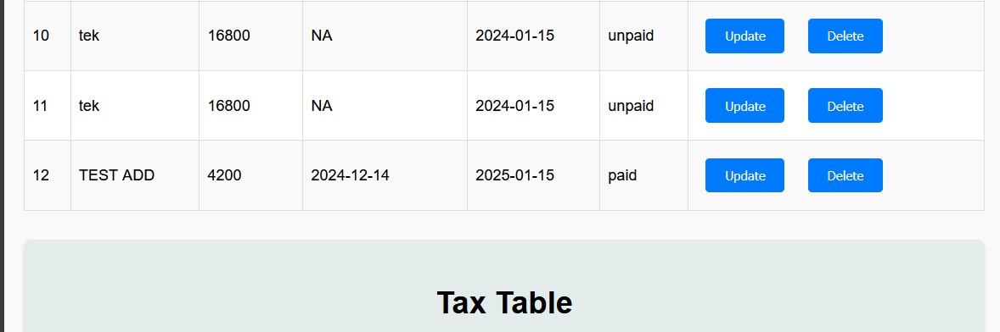 10 tek 16800 NA 2024-01-15 unpaid Update Delete
11 tek 16800 NA 2024-01-15 unpaid Update Delete
12 TEST ADD 4200 2024-12-14 2025-01-15 paid Update Delete
Tax Table